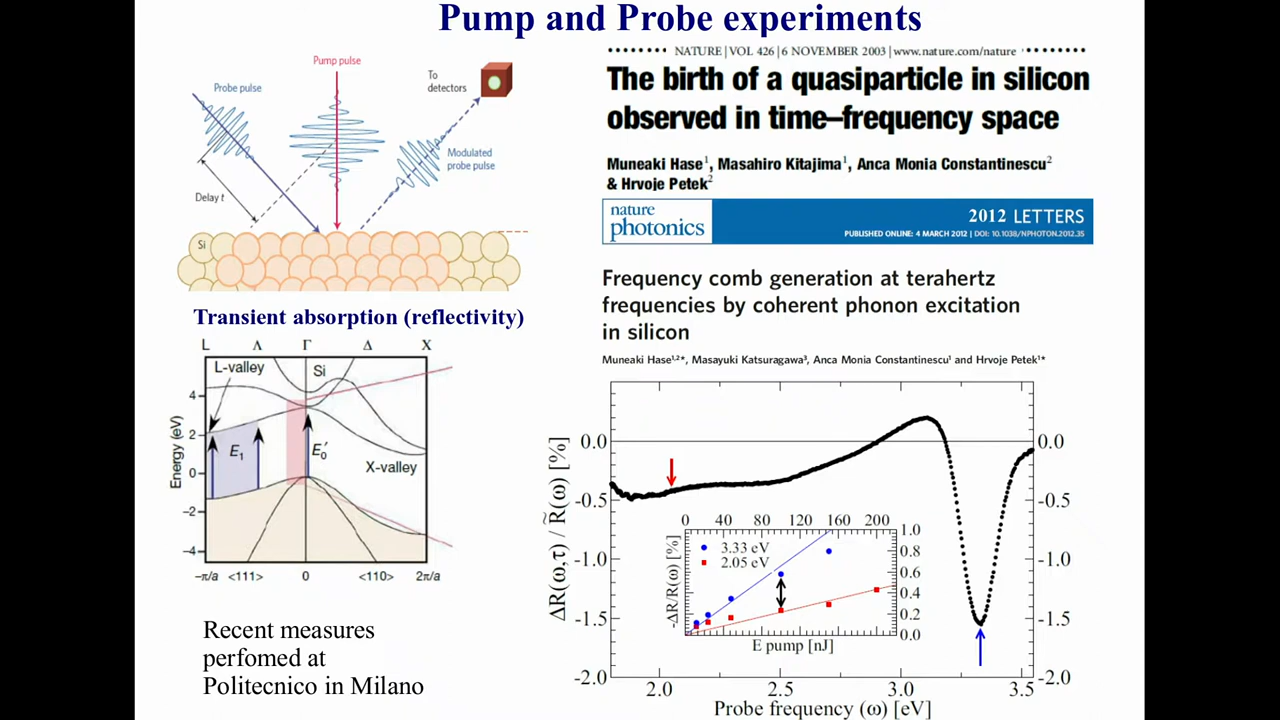 Pump and Probe experiments
Pump pulse
Probe pulse
To
detectors
Modulated
probe pulse
Delay t
Si
NATURE | VOL 426 | 6 NOVEMBER 2003 | www.nature.com/nature
The birth of a quasiparticle in silicon
observed in time–frequency space
Muneaki Hase¹, Masahiro Kitajima¹, Anca Monia Constantinescu²
& Hrvoje Petek²
nature
photonics
2012 LETTERS
PUBLISHED ONLINE: 4 MARCH 2012 | DOI: 10.1038/NPHOTON.2012.35
Frequency comb generation at terahertz
frequencies by coherent phonon excitation
in silicon
Muneaki Hase¹,²*, Masayuki Katsuragawa³, Anca Monia Constantinescu¹ and Hrvoje Petek¹*
Transient absorption (reflectivity)
L Λ Γ Δ X
L-valley
Si
4
2
0
−2
−4
Energy (eV)
E₁
E₀′
X-valley
−π/a <111> 0 <110> 2π/a
Recent measures
perfomed at
Politecnico in Milano
ΔR(ω,τ) / R̃(ω) [%]
0.0
-0.5
-1.0
-1.5
-2.0
0.0
-0.5
-1.0
-1.5
-2.0
0 40 80 120 160 200
3.33 eV
2.05 eV
-ΔR/R(ω) [%]
1.0
0.8
0.6
0.4
0.2
0.0
E pump [nJ]
2.0 2.5 3.0 3.5
Probe frequency (ω) [eV]